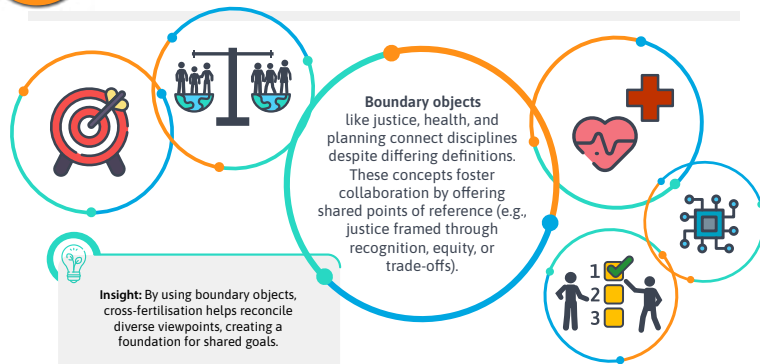 Boundary objects
like justice, health, and
planning connect disciplines
despite differing definitions.
These concepts foster
collaboration by offering
shared points of reference (e.g.,
justice framed through
recognition, equity, or
trade-offs).
1
2
3
Insight: By using boundary objects,
cross-fertilisation helps reconcile
diverse viewpoints, creating a
foundation for shared goals.